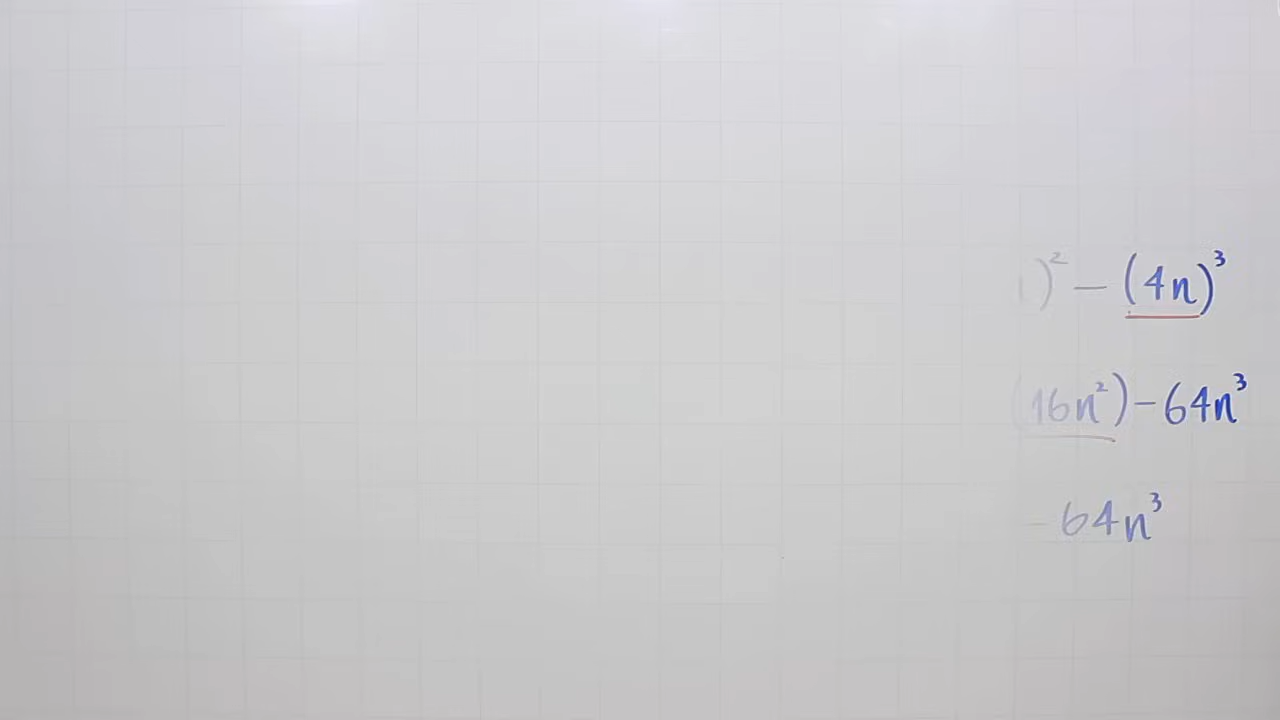 )² − (4n)³
(16n²) − 64n³
− 64n³